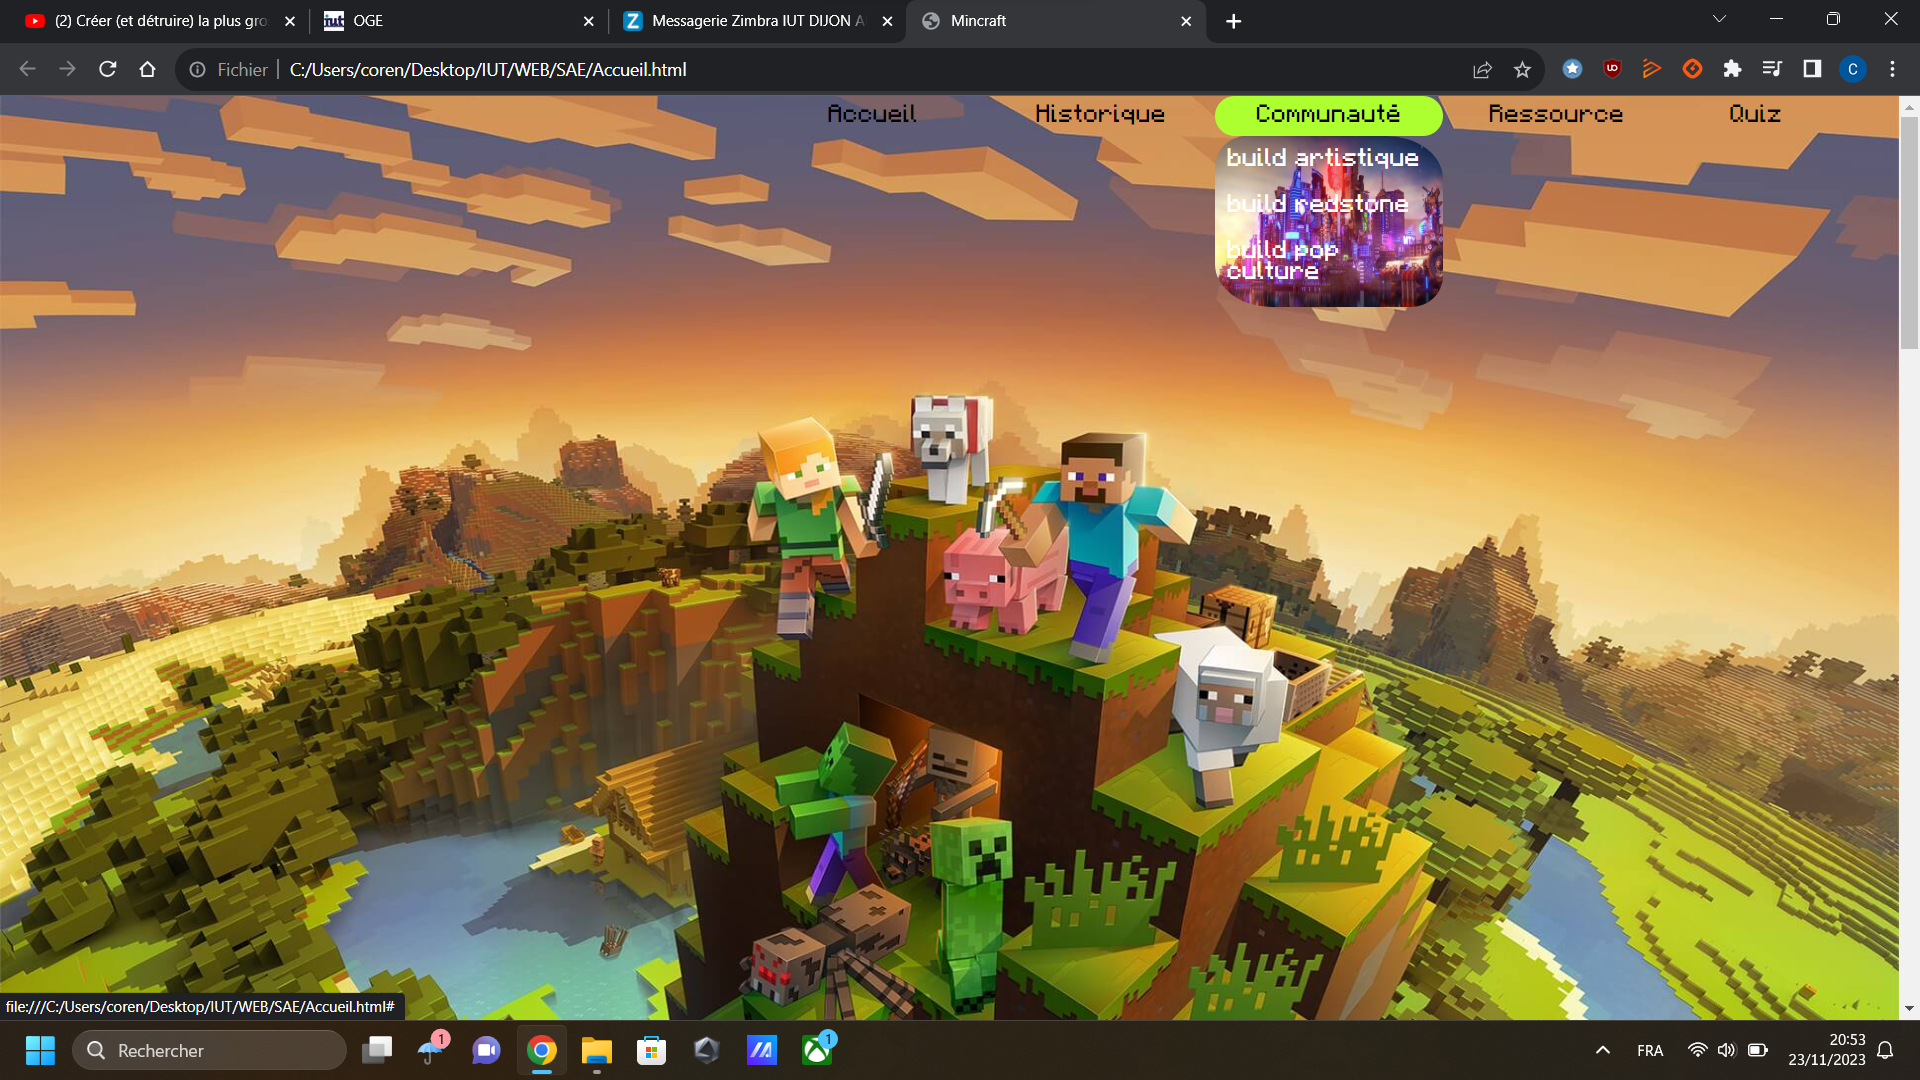 (2) Créer (et détruire) la plus gro
OGE
Messagerie Zimbra IUT DIJON A
Mincraft
Fichier
C:/Users/coren/Desktop/IUT/WEB/SAE/Accueil.html
C
Accueil
Historique
Communauté
Ressource
Quiz
build artistique
build redstone
build pop
culture
file:///C:/Users/coren/Desktop/IUT/WEB/SAE/Accueil.html#
Rechercher
1
1
FRA
20:53
23/11/2023